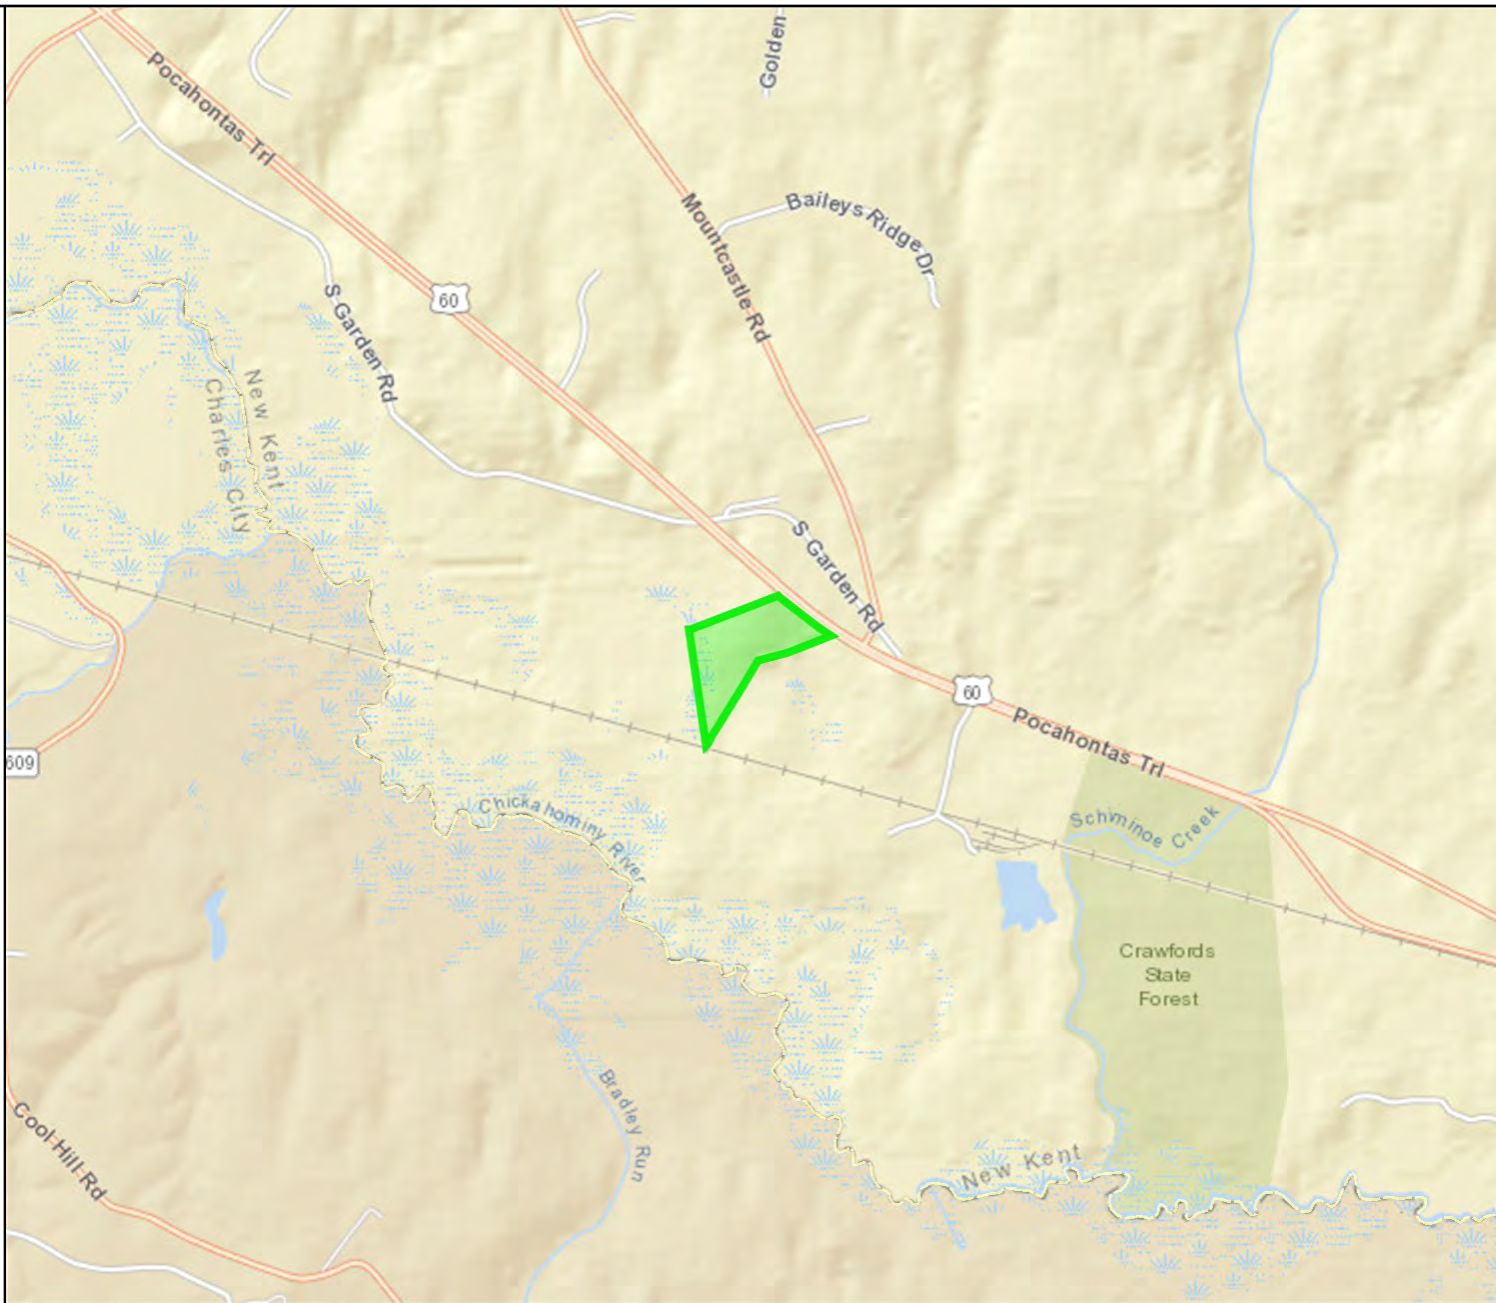 Golden
Pocahontas Trl
Baileys Ridge Dr
Mountcastle Rd
60
S Garden Rd
New Kent
Charles City
S Garden Rd
60
Pocahontas Trl
609
Chickahominy River
Schiminoe Creek
Crawfords
State
Forest
Bradley Run
Cool Hill Rd
New Kent